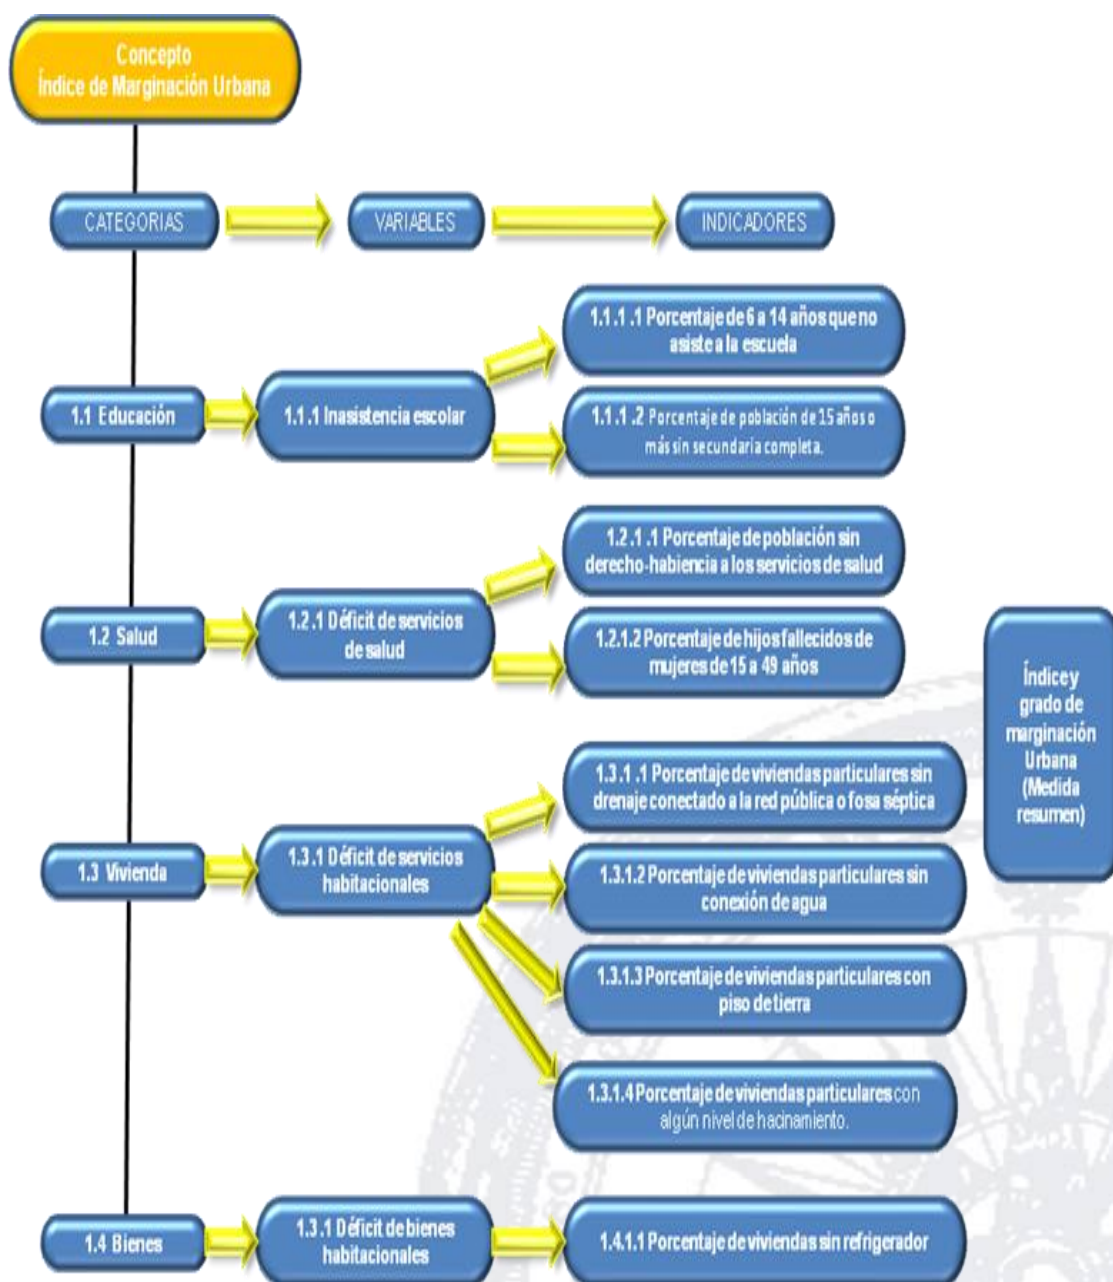 Concepto
Índice de Marginación Urbana
CATEGORIAS
VARIABLES
INDICADORES
1.1 Educación
1.1 .1 Inasistencia escolar
1.1 .1 .1 Porcentaje de 6 a 14 años que no
asiste a la escuela
1.1.1 .2 Porcentaje de población de 15 años o
más sin secundaria completa.
1.2 Salud
1.2 .1 Déficit de servicios
de salud
1.2 .1 .1 Porcentaje de población sin
derecho-habiencia a los servicios de salud
1.2.1.2 Porcentaje de hijos fallecidos de
mujeres de 15 a 49 años
1.3 Vivienda
1.3.1 Déficit de servicios
habitacionales
1.3.1 .1 Porcentaje de viviendas particulares sin
drenaje conectado a la red pública o fosa séptica
1.3.1.2 Porcentaje de viviendas particulares sin
conexión de agua
1.3.1.3 Porcentaje de viviendas particulares con
piso de tierra
1.3.1.4 Porcentaje de viviendas particulares con
algún nivel de hacinamiento.
1.4 Bienes
1.3.1 Déficit de bienes
habitacionales
1.4.1.1 Porcentaje de viviendas sin refrigerador
Índice y
grado de
marginación
Urbana
(Medida
resumen)